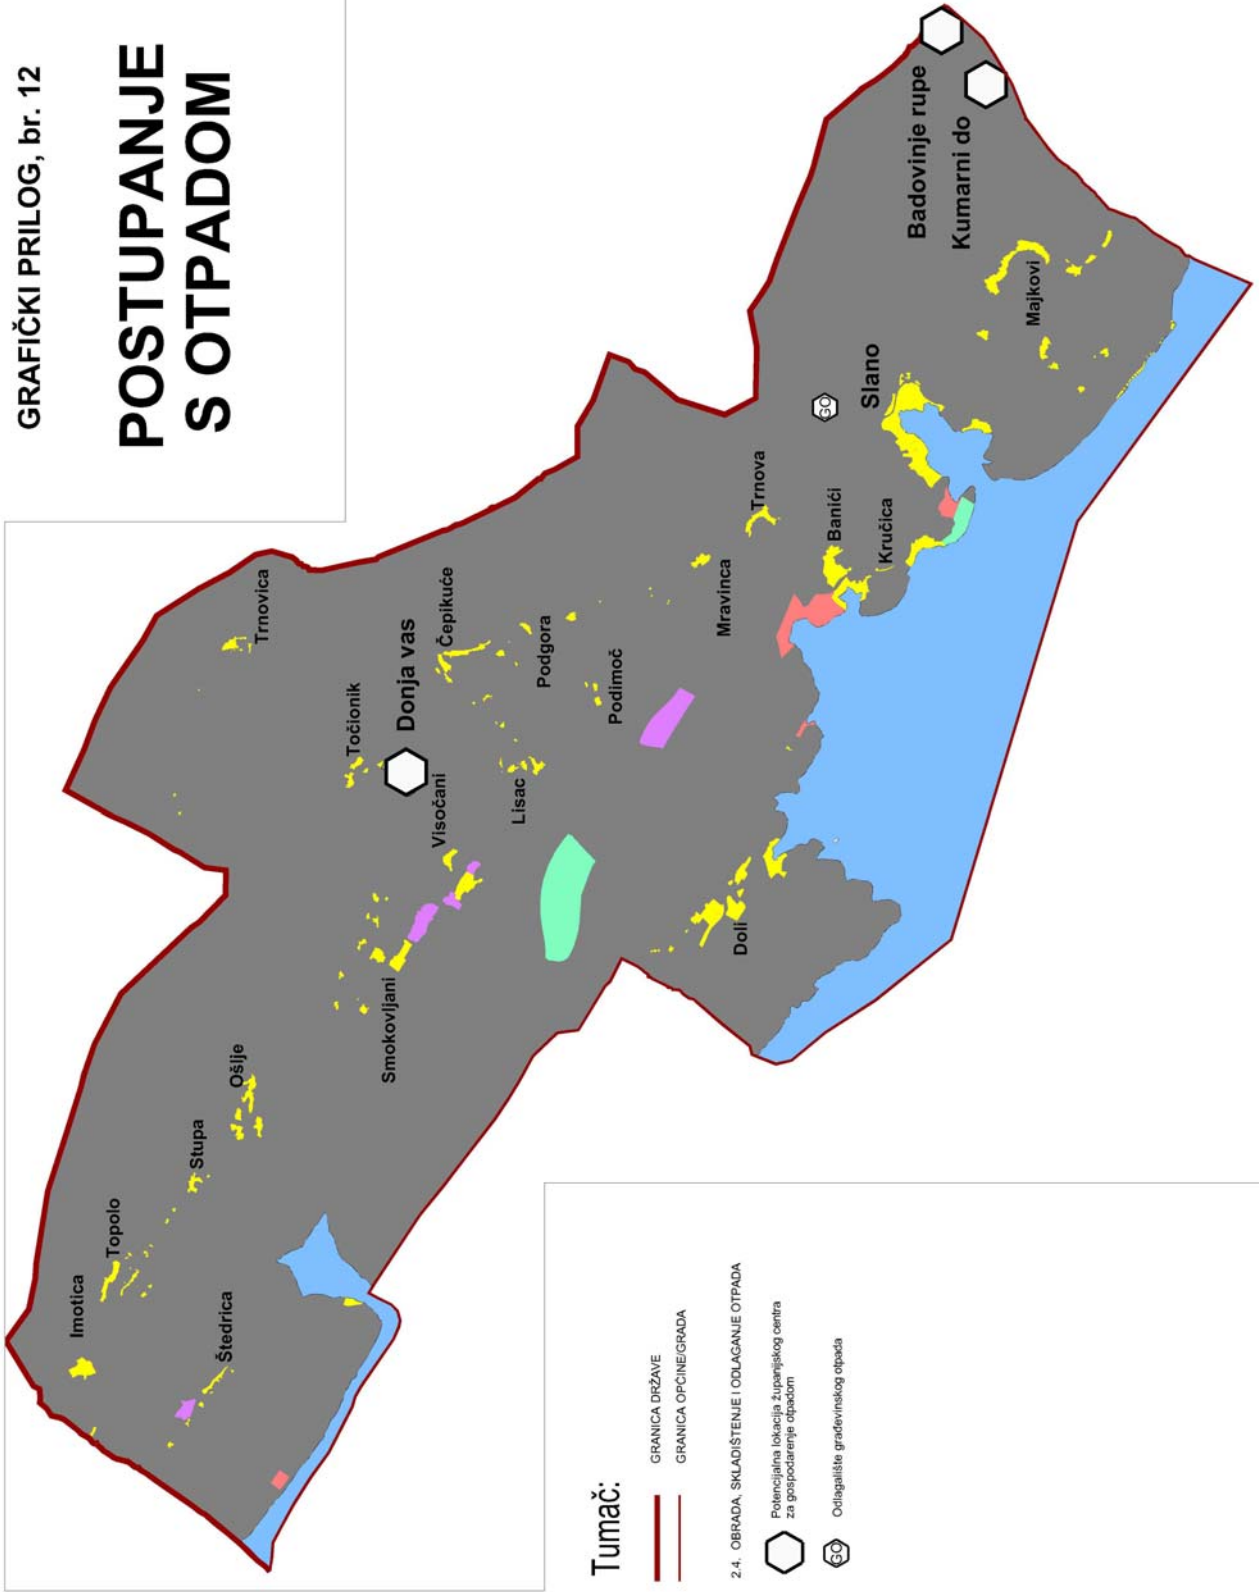 GRAFIČKI PRILOG, br. 12
POSTUPANJE
S OTPADOM
Imotica
Topolo
Stupa
Ošlje
Štedrica
Smokovljani
Visočani
Točionik
Donja vas
Trnovica
Čepikuće
Lisac
Podgora
Podimoč
Mravinca
Trnova
Doli
Banići
Kručica
GO
Slano
Majkovi
Badovinje rupe
Kumarni do
Tumač:
GRANICA DRŽAVE
GRANICA OPĆINE/GRADA
2.4. OBRADA, SKLADIŠTENJE I ODLAGANJE OTPADA
Potencijalna lokacija županijskog centra
za gospodarenje otpadom
GO
Odlagalište građevinskog otpada